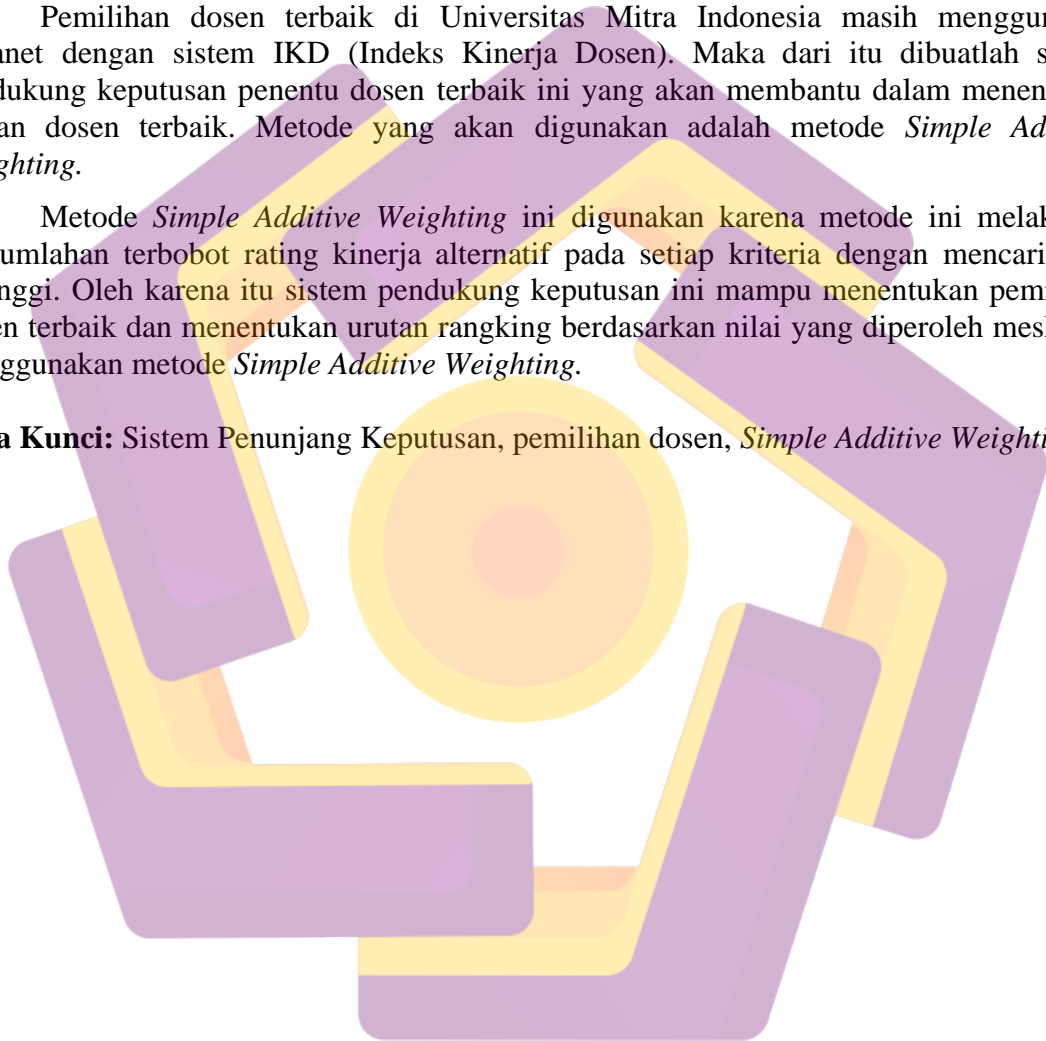 Pemilihan dosen terbaik di Universitas Mitra Indonesia masih menggun
anet dengan sistem IKD (Indeks Kinerja Dosen). Maka dari itu dibuatlah s
dukung keputusan penentu dosen terbaik ini yang akan membantu dalam menen
an dosen terbaik. Metode yang akan digunakan adalah metode Simple Ad
ghting.
Metode Simple Additive Weighting ini digunakan karena metode ini melak
umlahan terbobot rating kinerja alternatif pada setiap kriteria dengan mencari
nggi. Oleh karena itu sistem pendukung keputusan ini mampu menentukan pemi
en terbaik dan menentukan urutan rangking berdasarkan nilai yang diperoleh mesl
ggunakan metode Simple Additive Weighting.
a Kunci: Sistem Penunjang Keputusan, pemilihan dosen, Simple Additive Weighti